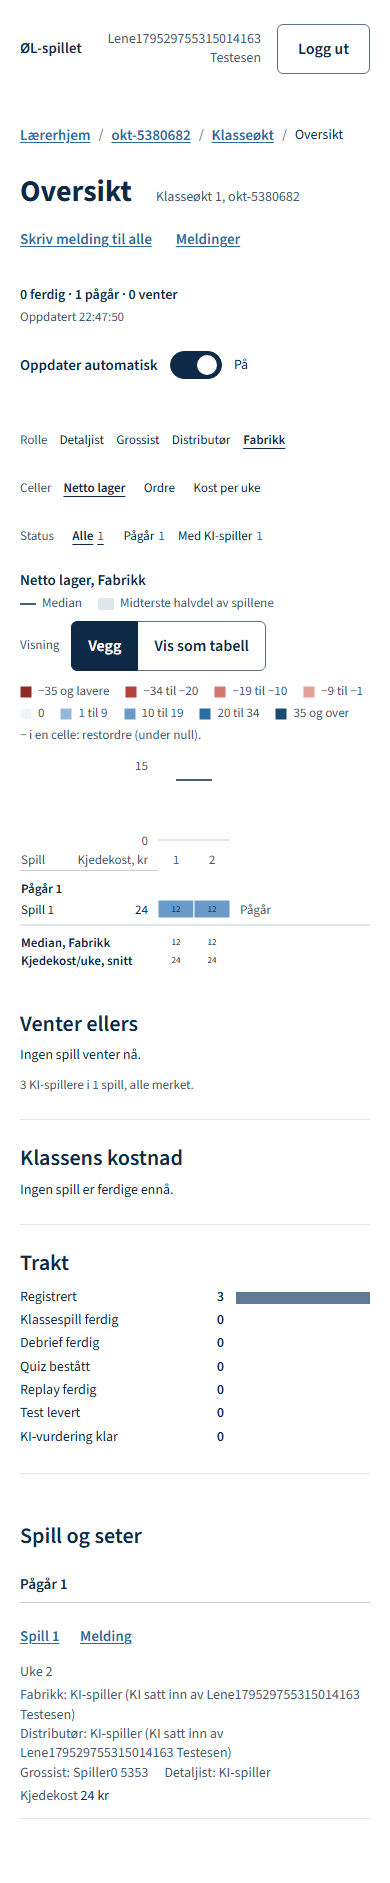 ØL-spillet
Lene179529755315014163
Testesen
Logg ut
Lærerhjem / okt-5380682 / Klasseøkt / Oversikt
Oversikt
Klasseøkt 1, okt-5380682
Skriv melding til alle
Meldinger
0 ferdig · 1 pågår · 0 venter
Oppdatert 22:47:50
Oppdater automatisk
På
Rolle Detaljist Grossist Distributør Fabrikk
Celler Netto lager Ordre Kost per uke
Status Alle 1 Pågår 1 Med KI-spiller 1
Netto lager, Fabrikk
Median Midterste halvdel av spillene
Visning Vegg Vis som tabell
−35 og lavere −34 til −20 −19 til −10 −9 til −1
0 1 til 9 10 til 19 20 til 34 35 og over
− i en celle: restordre (under null).
15
0
Spill Kjedekost, kr 1 2
Pågår 1
Spill 1 24 12 12 Pågår
Median, Fabrikk 12 12
Kjedekost/uke, snitt 24 24
Venter ellers
Ingen spill venter nå.
3 KI-spillere i 1 spill, alle merket.
Klassens kostnad
Ingen spill er ferdige ennå.
Trakt
Registrert 3
Klassespill ferdig 0
Debrief ferdig 0
Quiz bestått 0
Replay ferdig 0
Test levert 0
KI-vurdering klar 0
Spill og seter
Pågår 1
Spill 1 Melding
Uke 2
Fabrikk: KI-spiller (KI satt inn av Lene179529755315014163
Testesen)
Distributør: KI-spiller (KI satt inn av
Lene179529755315014163 Testesen)
Grossist: Spiller0 5353 Detaljist: KI-spiller
Kjedekost 24 kr